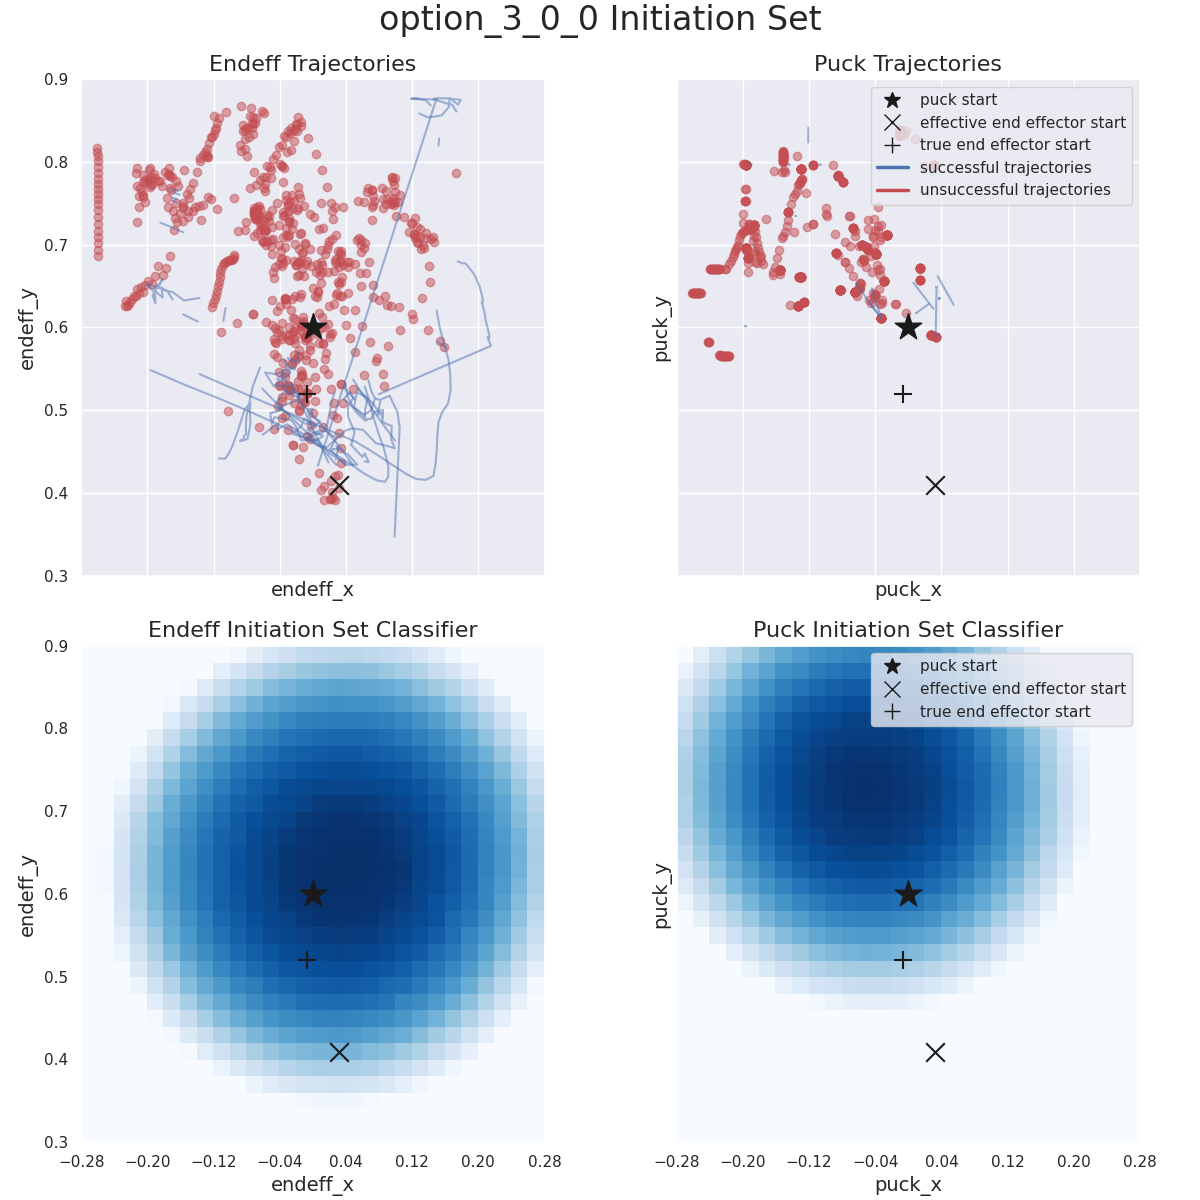 option_3_0_0 Initiation Set
Endeff Trajectories
Puck Trajectories
0.9
0.8
0.7
0.6
0.5
0.4
0.3
endeff_y
endeff_x
puck_y
puck_x
puck start
effective end effector start
true end effector start
successful trajectories
unsuccessful trajectories
Endeff Initiation Set Classifier
Puck Initiation Set Classifier
0.9
0.8
0.7
0.6
0.5
0.4
0.3
endeff_y
−0.28 −0.20 −0.12 −0.04 0.04 0.12 0.20 0.28
endeff_x
puck_y
puck start
effective end effector start
true end effector start
−0.28 −0.20 −0.12 −0.04 0.04 0.12 0.20 0.28
puck_x